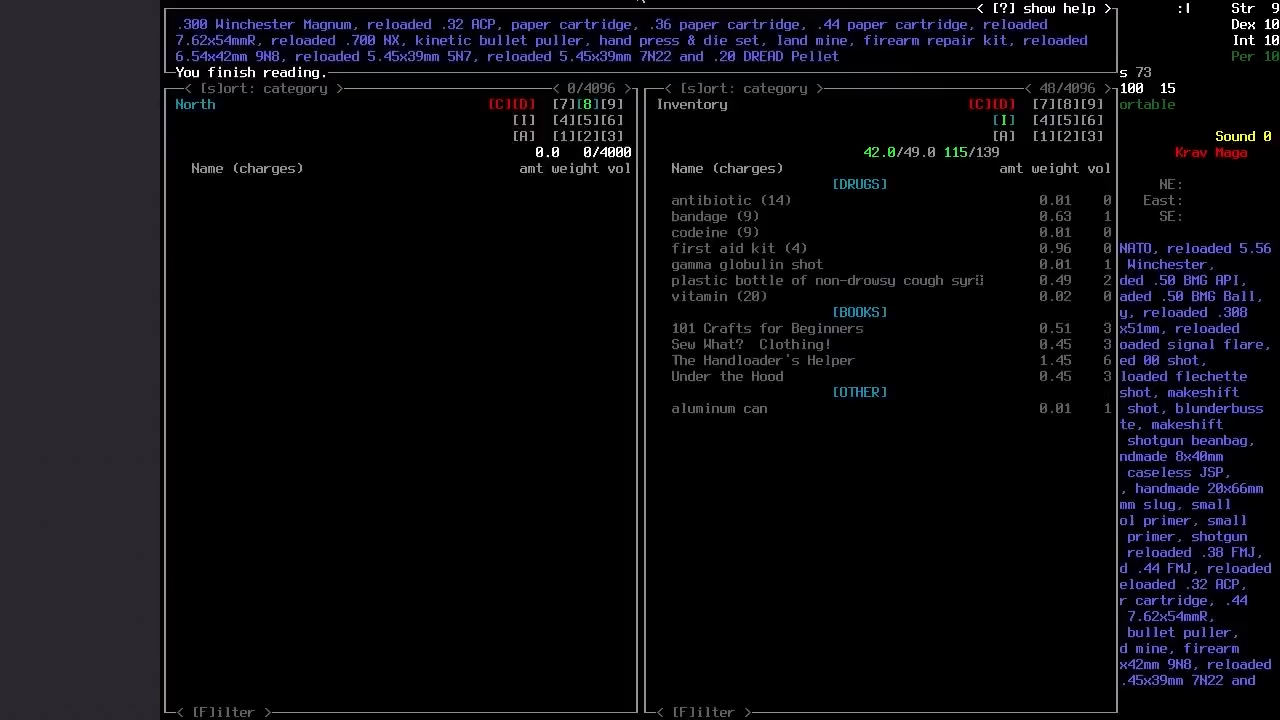 < [?] show help >
:| Str 9
.300 Winchester Magnum, reloaded .32 ACP, paper cartridge, .36 paper cartridge, .44 paper cartridge, reloaded
Dex 10
7.62x54mmR, reloaded .700 NX, kinetic bullet puller, hand press & die set, land mine, firearm repair kit, reloaded
Int 10
6.54x42mm 9N8, reloaded 5.45x39mm 5N7, reloaded 5.45x39mm 7N22 and .20 DREAD Pellet
Per 10
You finish reading.
s 73
< [s]ort: category > < 0/4096 > < [s]ort: category > < 48/4096 >
100 15
North [C][D] [7][8][9] Inventory [C][D] [7][8][9]
ortable
[I] [4][5][6] [I] [4][5][6]
[A] [1][2][3] [A] [1][2][3]
Sound 0
0.0 0/4000 42.0/49.0 115/139
Krav Maga
Name (charges) amt weight vol Name (charges) amt weight vol
[DRUGS]
NE:
antibiotic (14) 0.01 0
East:
bandage (9) 0.63 1
SE:
codeine (9) 0.01 0
first aid kit (4) 0.96 0
NATO, reloaded 5.56
gamma globulin shot 0.01 1
Winchester,
plastic bottle of non-drowsy cough syr 0.49 2
ded .50 BMG API,
vitamin (20) 0.02 0
aded .50 BMG Ball,
[BOOKS]
y, reloaded .308
101 Crafts for Beginners 0.51 3
x51mm, reloaded
Sew What? Clothing! 0.45 3
oaded signal flare,
The Handloader's Helper 1.45 6
ed 00 shot,
Under the Hood 0.45 3
loaded flechette
[OTHER]
shot, makeshift
aluminum can 0.01 1
shot, blunderbuss
te, makeshift
shotgun beanbag,
ndmade 8x40mm
caseless JSP,
, handmade 20x66mm
mm slug, small
ol primer, small
primer, shotgun
reloaded .38 FMJ,
d .44 FMJ, reloaded
eloaded .32 ACP,
r cartridge, .44
7.62x54mmR,
bullet puller,
d mine, firearm
x42mm 9N8, reloaded
.45x39mm 7N22 and
< [F]ilter > < [F]ilter >